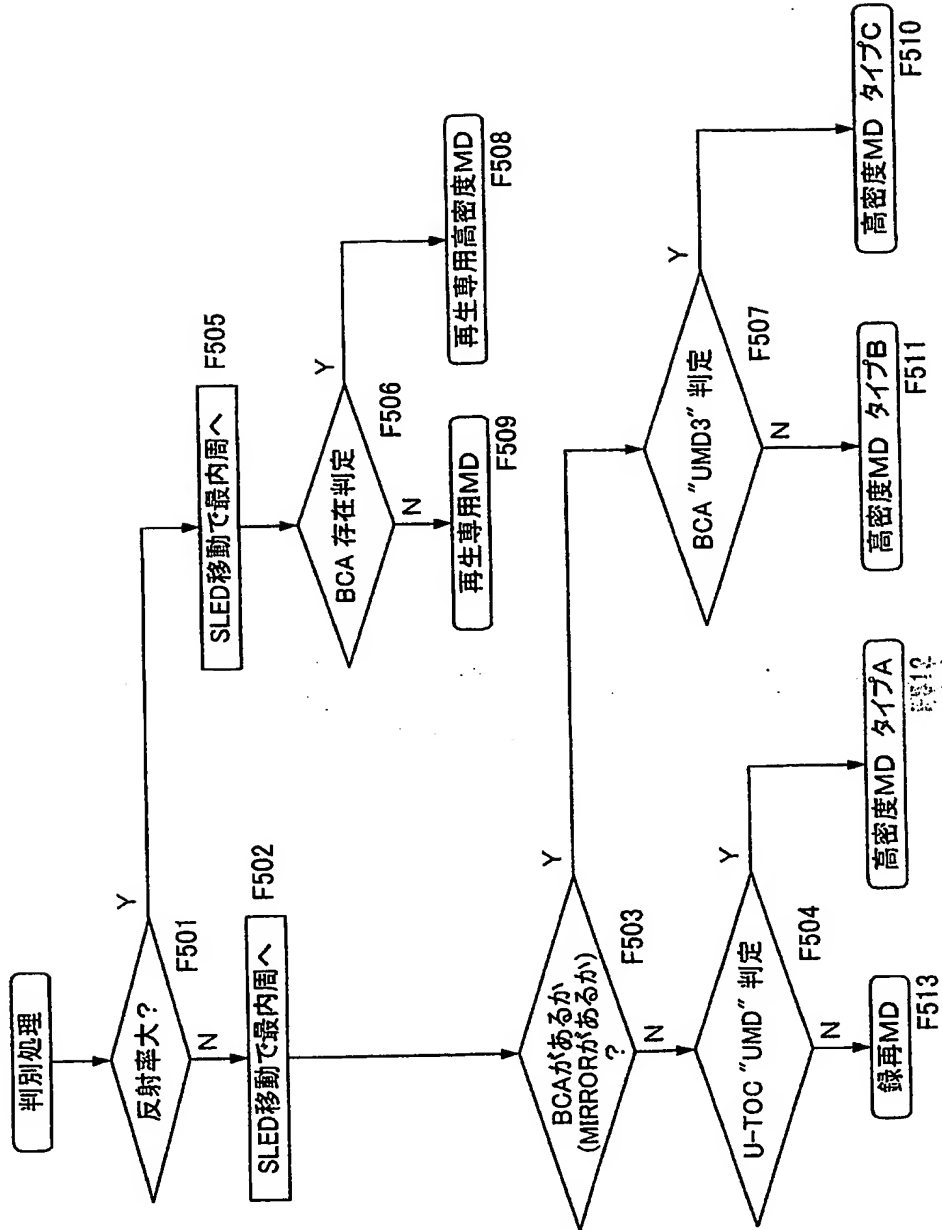 判別処理
反射率大?
F501
Y
N
SLED移動で最内周へ
F502
SLED移動で最内周へ
F505
BCA 存在判定
F506
Y
N
再生専用高密度MD
F508
再生専用MD
F509
BCAがあるか
(MIRRORがあるか)
?
F503
Y
N
BCA "UMD3" 判定
F507
Y
N
高密度MD タイプC
F510
高密度MD タイプB
F511
U-TOC "UMD" 判定
F504
Y
N
高密度MD タイプA
録再MD
F513